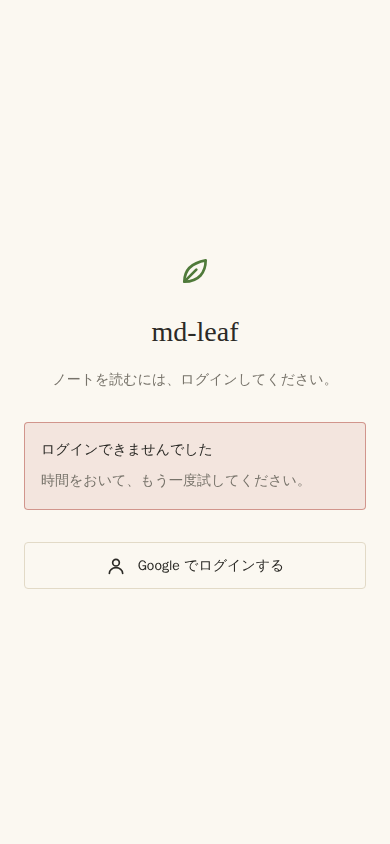 md-leaf
ノートを読むには、ログインしてください。
ログインできませんでした
時間をおいて、もう一度試してください。
Google でログインする